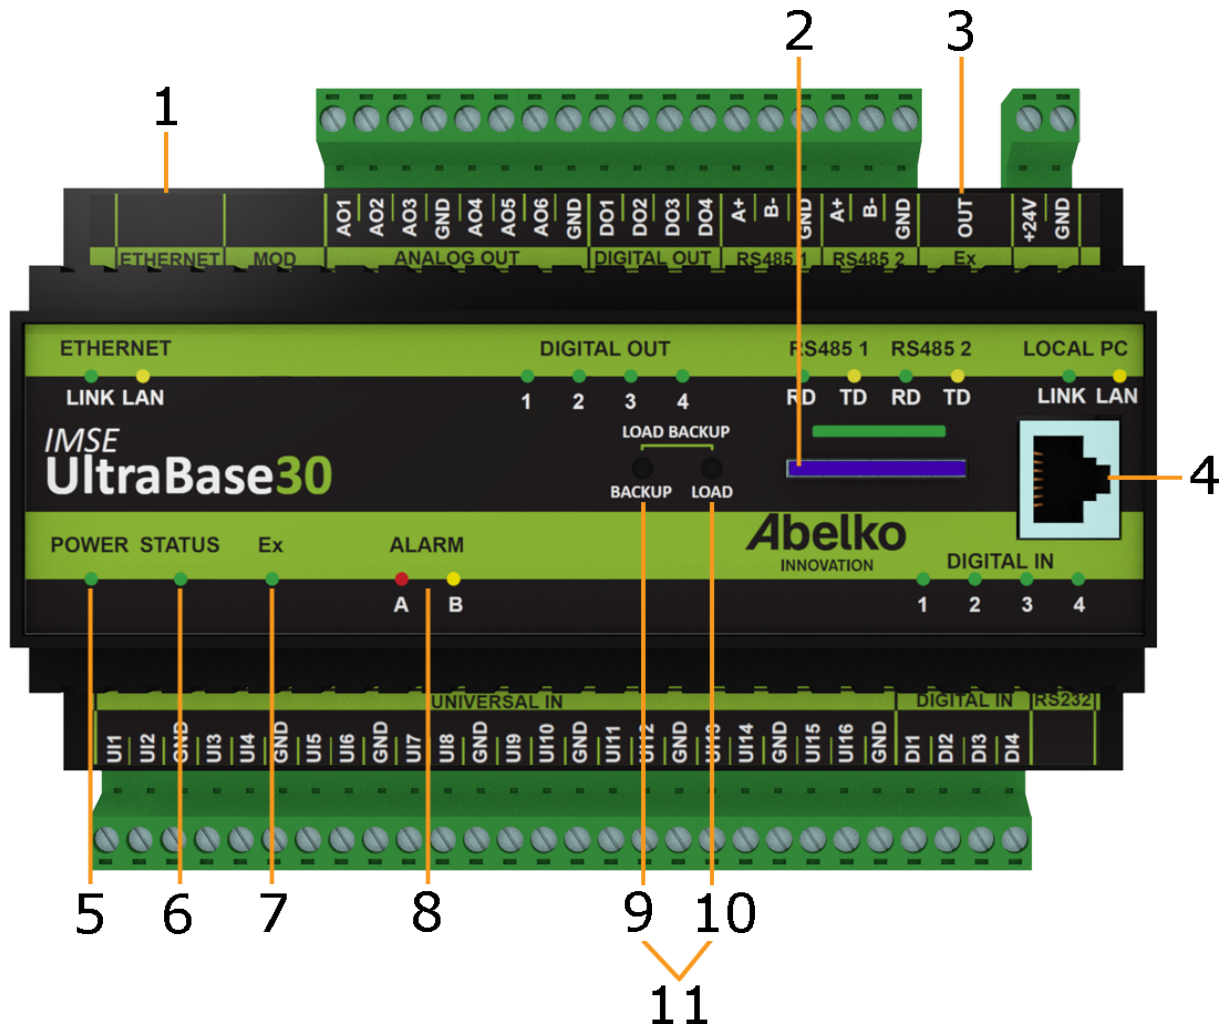 2 3
1
AO1 AO2 AO3 GND AO4 AO5 AO6 GND DO1 DO2 DO3 DO4 A+ B- GND A+ B- GND OUT +24V GND
ETHERNET MOD ANALOG OUT DIGITAL OUT RS485 1 RS485 2 Ex
ETHERNET DIGITAL OUT RS485 1 RS485 2 LOCAL PC
LINK LAN 1 2 3 4 RD TD RD TD LINK LAN
IMSE
UltraBase30
LOAD BACKUP
BACKUP LOAD
4
POWER STATUS Ex ALARM
Abelko
INNOVATION
DIGITAL IN
A B 1 2 3 4
UNIVERSAL IN DIGITAL IN RS232
UI1 UI2 GND UI3 UI4 GND UI5 UI6 GND UI7 UI8 GND UI9 UI10 GND UI11 UI12 GND UI13 UI14 GND UI15 UI16 GND DI1 DI2 DI3 DI4
5 6 7 8 9 10
11